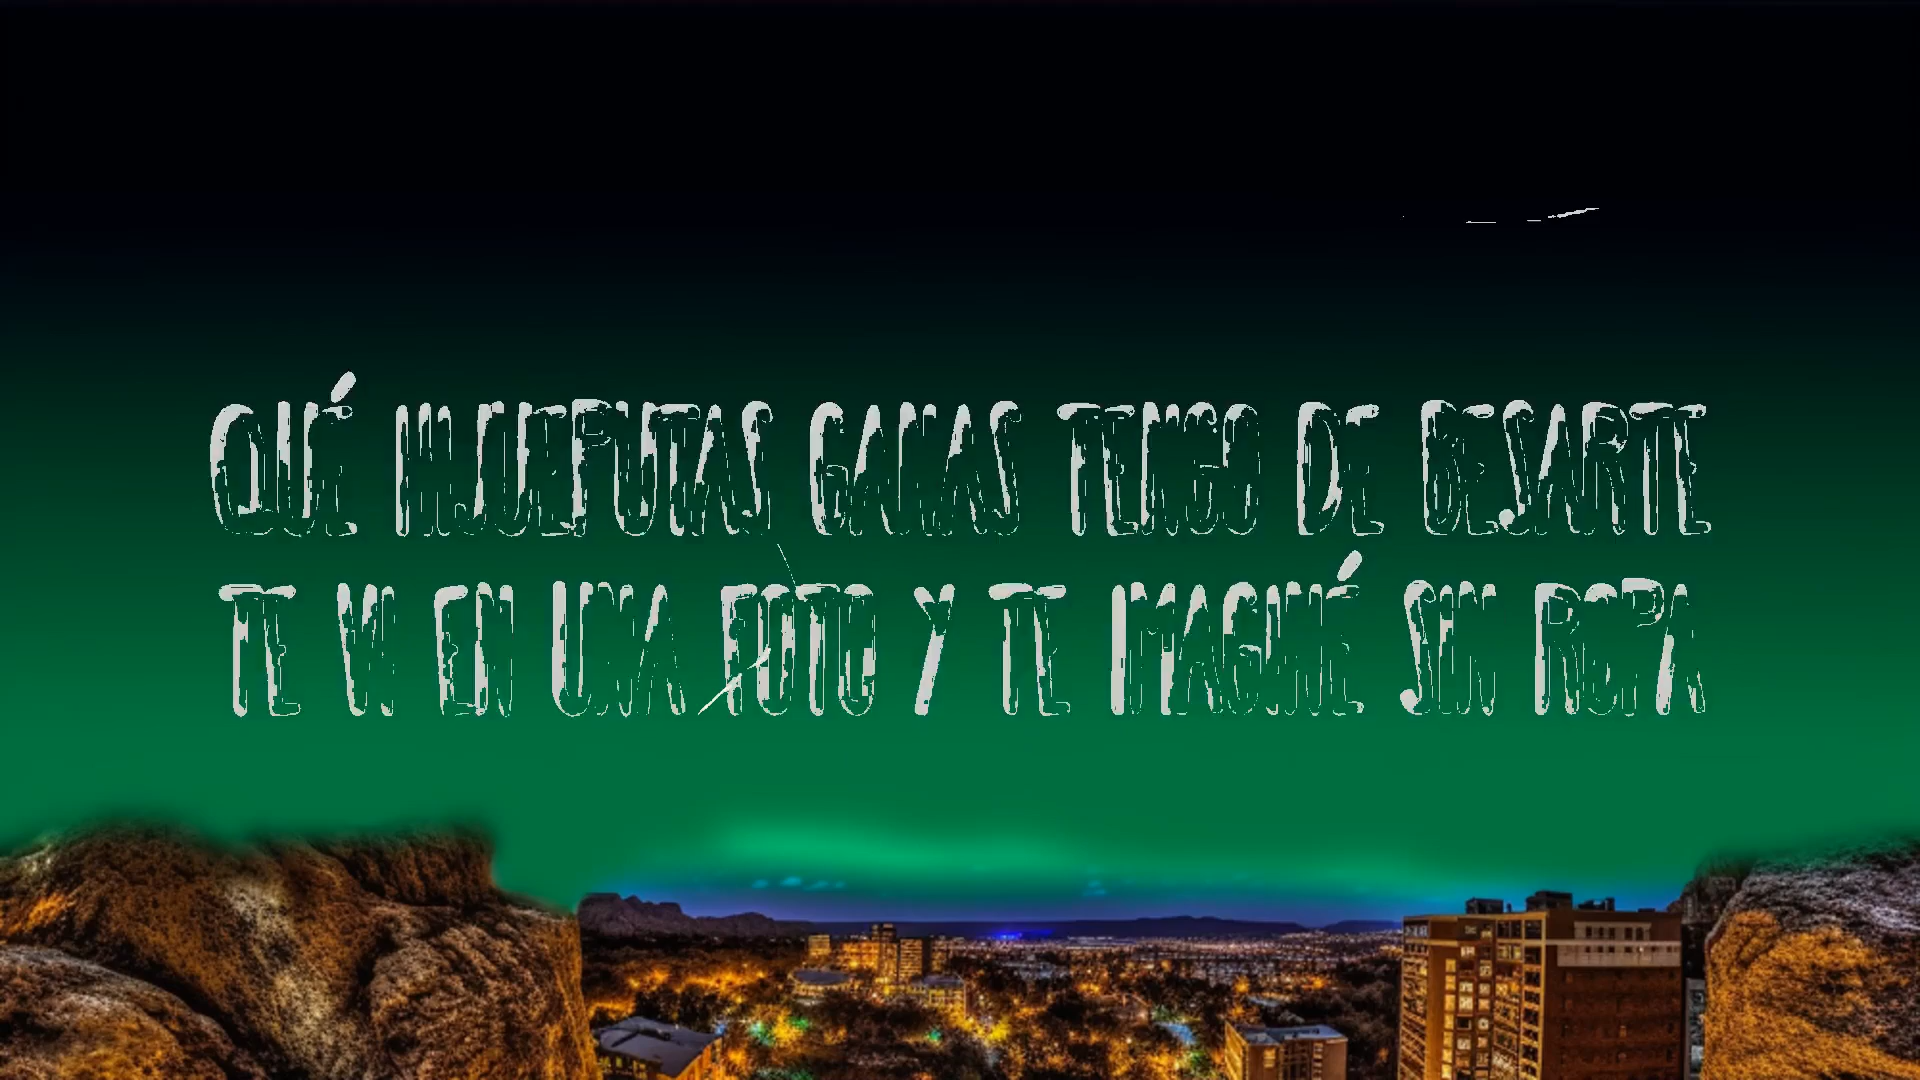 QUÉ HIJUEPUTAS GANAS TENGO DE BESARTE
TE VI EN UNA FOTO Y TE IMAGINÉ SIN ROPA